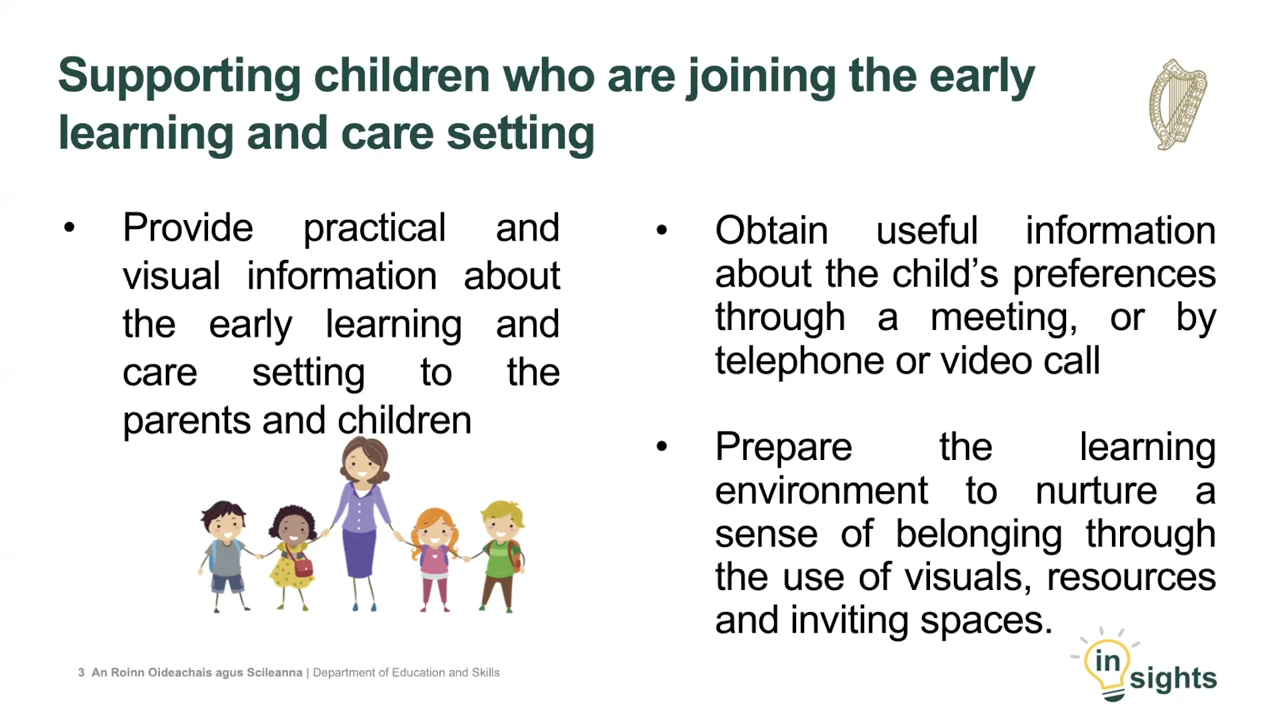 Supporting children who are joining the early
learning and care setting
• Provide practical and
visual information about
the early learning and
care setting to the
parents and children
• Obtain useful information
about the child’s preferences
through a meeting, or by
telephone or video call
• Prepare the learning
environment to nurture a
sense of belonging through
the use of visuals, resources
and inviting spaces.
3 An Roinn Oideachais agus Scileanna | Department of Education and Skills
in
sights